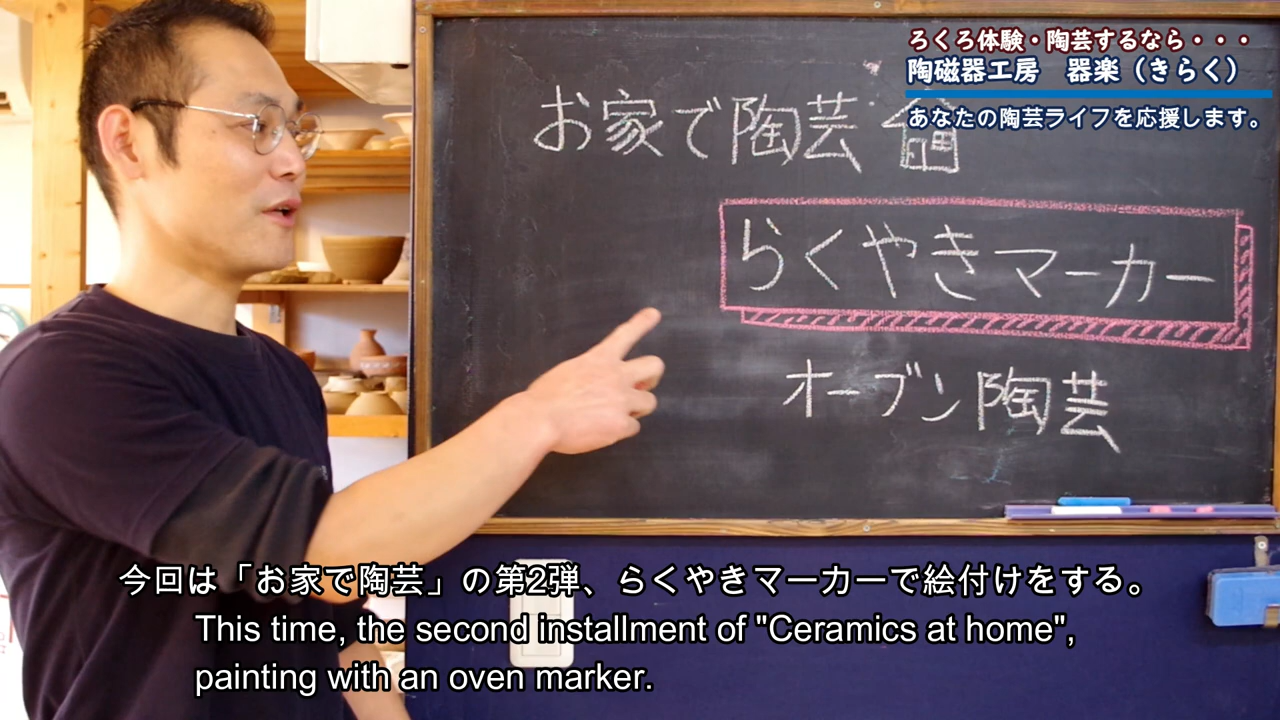 ろくろ体験・陶芸するなら・・・
陶磁器工房　器楽（きらく）
あなたの陶芸ライフを応援します。
お家で陶芸
らくやきマーカー
オーブン陶芸
今回は「お家で陶芸」の第2弾、らくやきマーカーで絵付けをする。
This time, the second installment of "Ceramics at home",
painting with an oven marker.